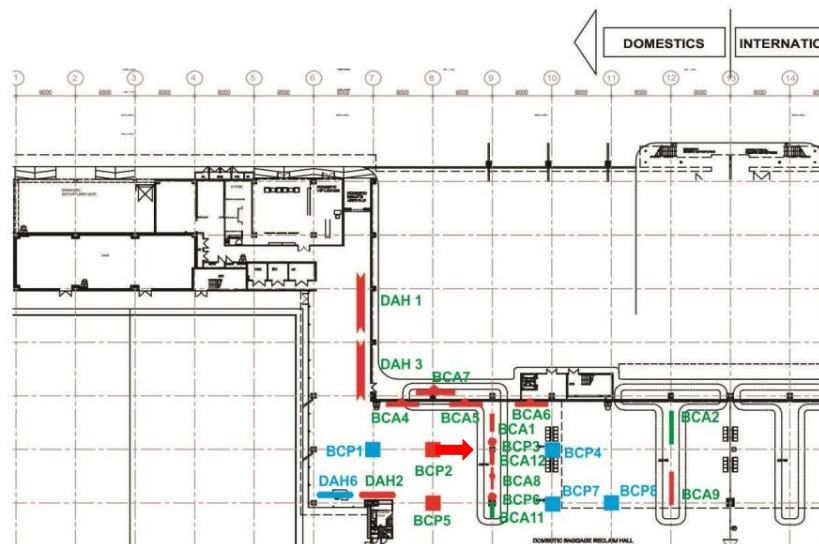 DOMESTICS
INTERNATIO
1 2 3 4 5 6 7 8 9 10 11 12 13 14
DAH 1
DAH 3
BCA7
BCA4
BCA5
BCA6
BCA1
BCA2
BCP1
BCP2
BCP3
BCP4
BCA12
BCA8
BCA9
DAH6
DAH2
BCP5
BCP6
BCP7
BCP8
BCA11
DOMESTIC BAGGAGE RECLAIM HALL